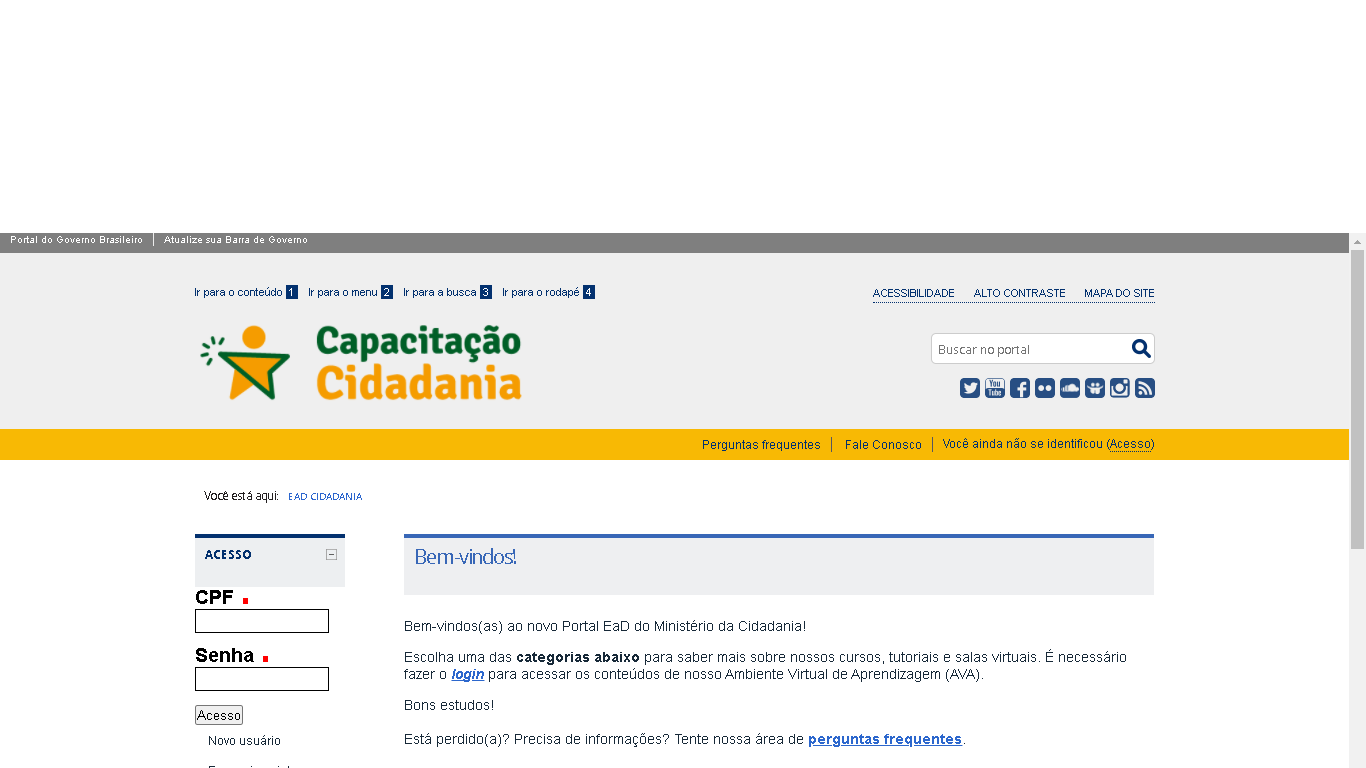 Portal do Governo Brasileiro
Atualize sua Barra de Governo
Ir para o conteúdo 1 Ir para o menu 2 Ir para a busca 3 Ir para o rodapé 4
ACESSIBILIDADE ALTO CONTRASTE MAPA DO SITE
Capacitação
Cidadania
Buscar no portal
You Tube
Perguntas frequentes
Fale Conosco
Você ainda não se identificou (Acesso)
Você está aqui: EAD CIDADANIA
ACESSO
CPF
Senha
Acesso
Novo usuário
Bem-vindos!
Bem-vindos(as) ao novo Portal EaD do Ministério da Cidadania!
Escolha uma das categorias abaixo para saber mais sobre nossos cursos, tutoriais e salas virtuais. É necessário
fazer o login para acessar os conteúdos de nosso Ambiente Virtual de Aprendizagem (AVA).
Bons estudos!
Está perdido(a)? Precisa de informações? Tente nossa área de perguntas frequentes.